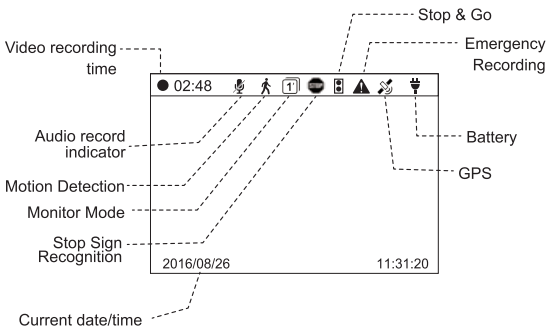 Stop & Go
Video recording
time
Emergency
Recording
02:48
1'
Audio record
indicator
Battery
GPS
Motion Detection
Monitor Mode
Stop Sign
Recognition
2016/08/26
11:31:20
Current date/time